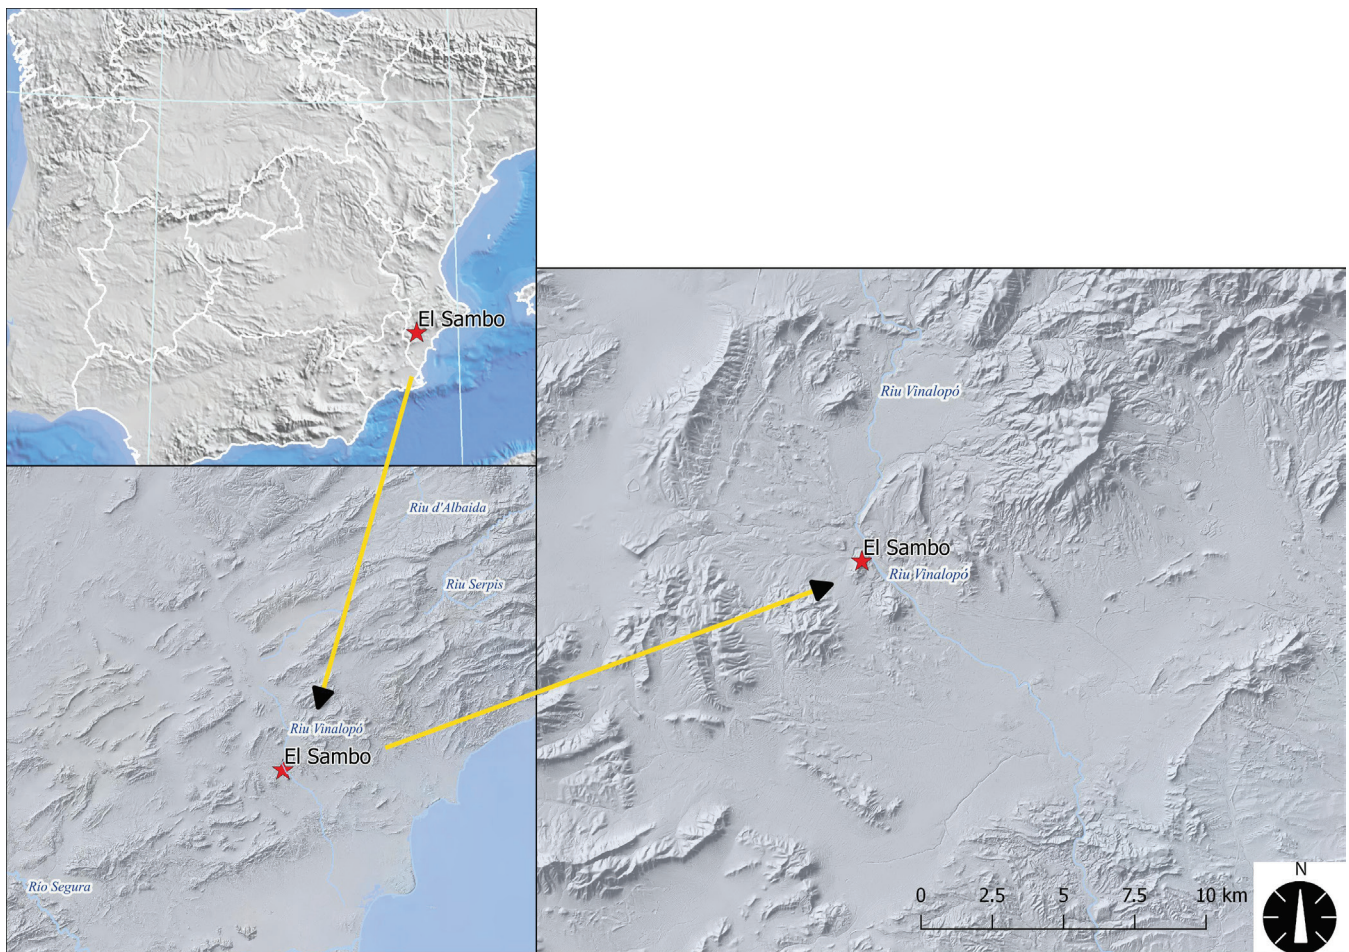 El Sambo
Riu d'Albaida
Riu Serpis
Riu Vinalopó
El Sambo
Río Segura
Riu Vinalopó
El Sambo
Riu Vinalopó
0 2.5 5 7.5 10 km
N